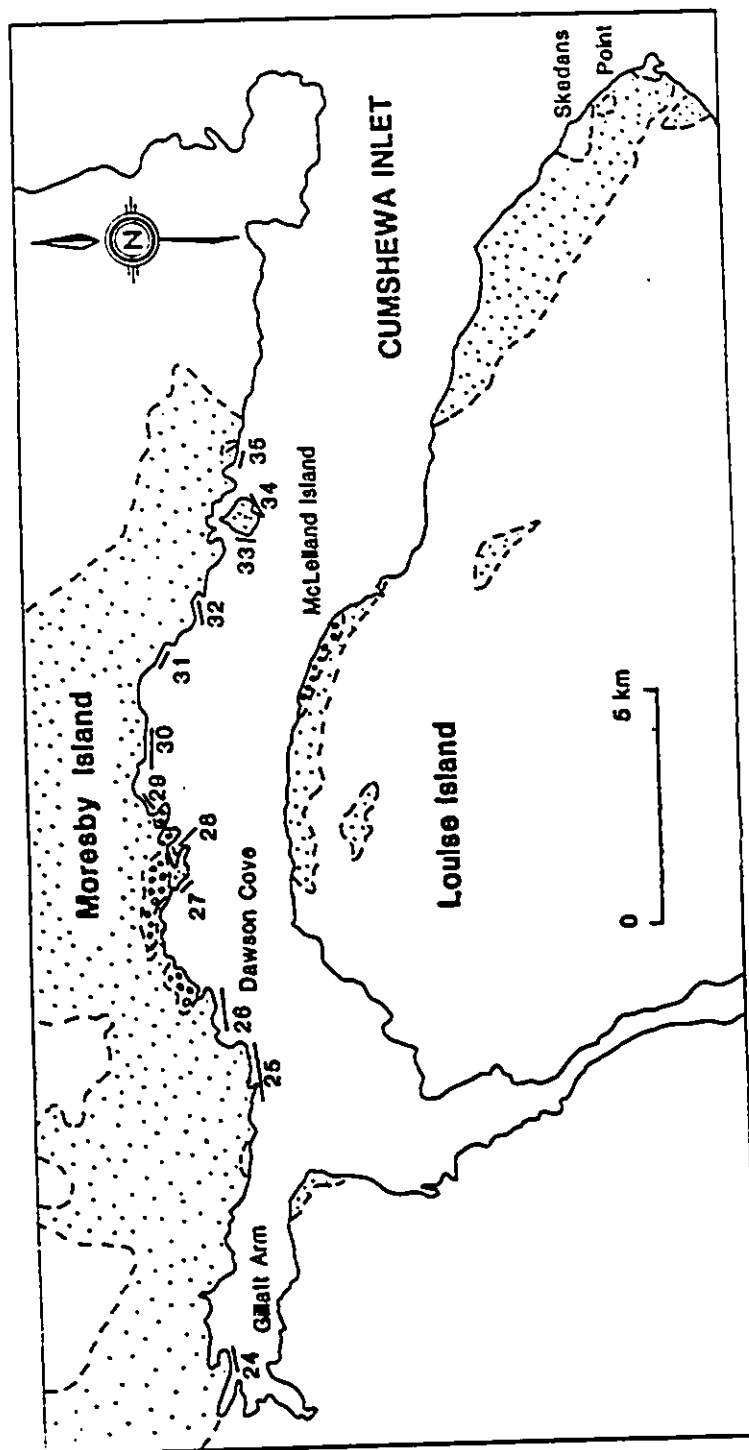 N
Moresby Island
CUMSHEWA INLET
Skedans
Point
McLelland Island
Dawson Cove
Louise Island
Gillatt Arm
24
25
26
27
28
29
30
31
32
33
34
35
0
5 km